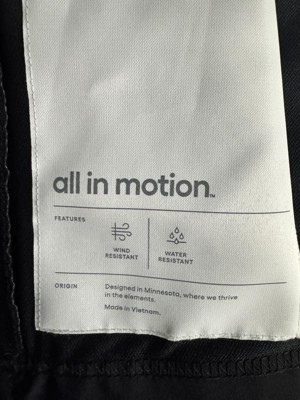 all in motion™
FEATURES
WIND
RESISTANT
WATER
RESISTANT
ORIGIN
Designed in Minnesota, where we thrive
in the elements.
Made in Vietnam.